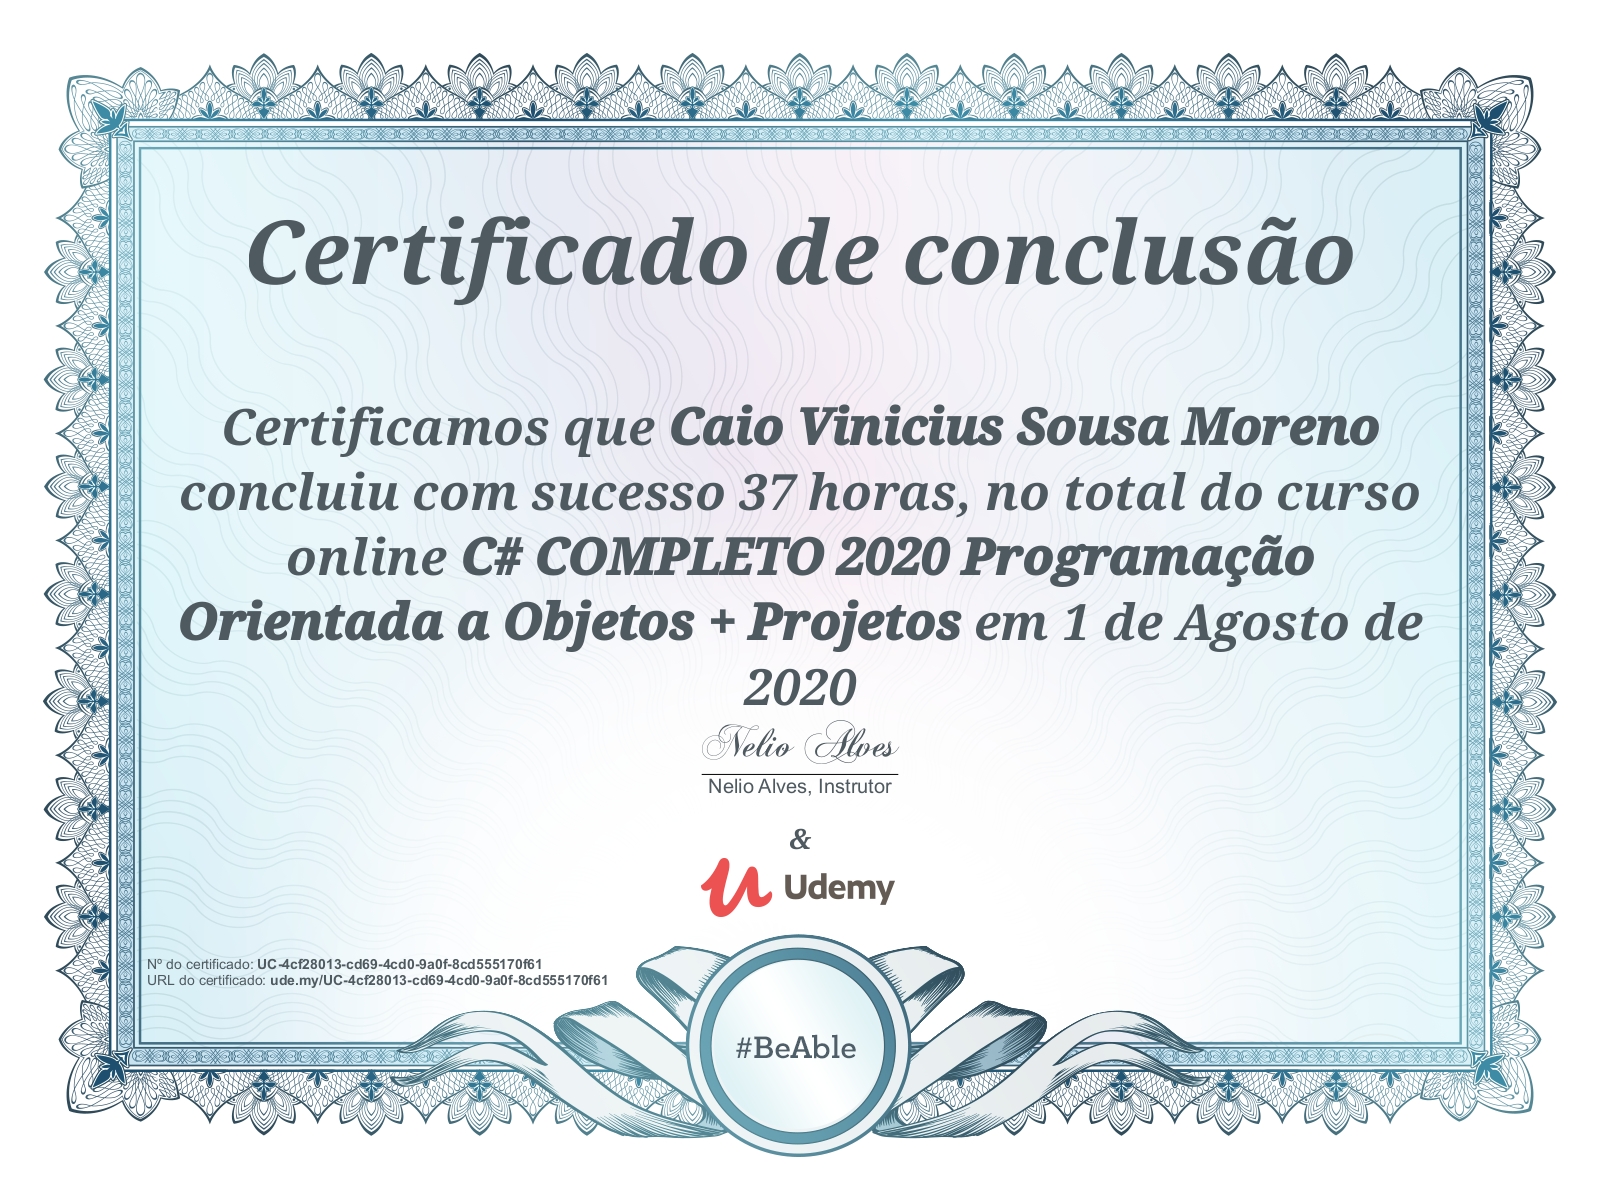 Certificado de conclusão
Certificamos que Caio Vinicius Sousa Moreno
concluiu com sucesso 37 horas, no total do curso
online C# COMPLETO 2020 Programação
Orientada a Objetos + Projetos em 1 de Agosto de
2020
Nelio Alves
Nelio Alves, Instrutor
&
Udemy
Nº do certificado: UC-4cf28013-cd69-4cd0-9a0f-8cd555170f61
URL do certificado: ude.my/UC-4cf28013-cd69-4cd0-9a0f-8cd555170f61
#BeAble